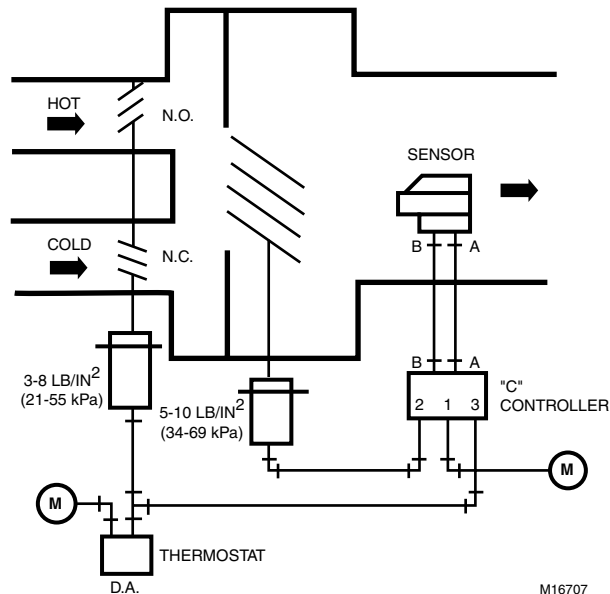 HOT
N.O.
SENSOR
COLD
N.C.
B
A
3-8 LB/IN2
(21-55 kPa)
5-10 LB/IN2
(34-69 kPa)
B
A
2
1
3
"C"
CONTROLLER
M
M
THERMOSTAT
D.A.
M16707